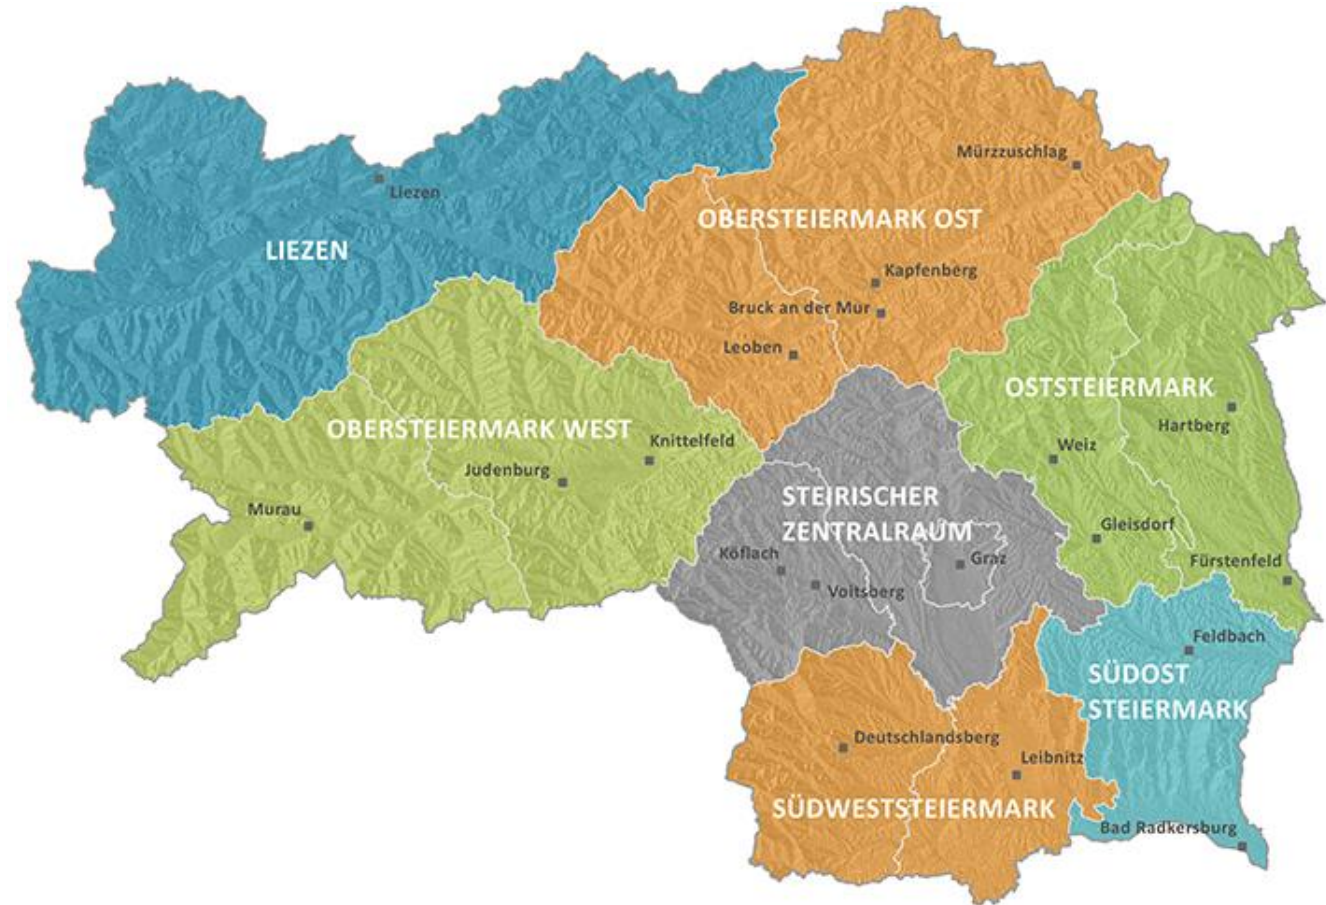 Mürzzuschlag
Liezen
OBERSTEIERMARK OST
LIEZEN
Kapfenberg
Bruck an der Mur
Leoben
OSTSTEIERMARK
Hartberg
OBERSTEIERMARK WEST
Knittelfeld
Weiz
Judenburg
STEIRISCHER
ZENTRALRAUM
Murau
Gleisdorf
Köflach
Graz
Fürstenfeld
Voitsberg
Feldbach
SÜDOST
STEIERMARK
Deutschlandsberg
Leibnitz
SÜDWESTSTEIERMARK
Bad Radkersburg